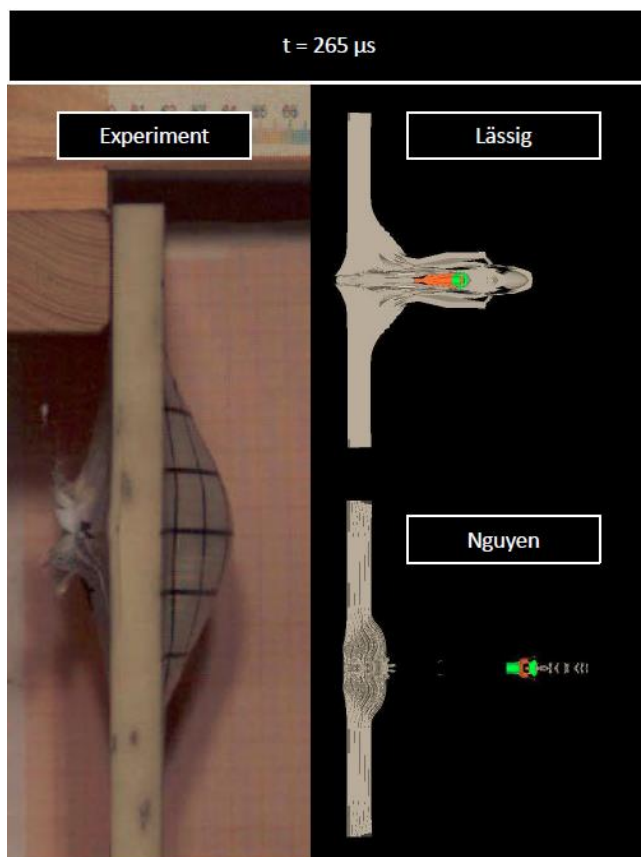 t = 265 µs
Experiment
Lässig
Nguyen